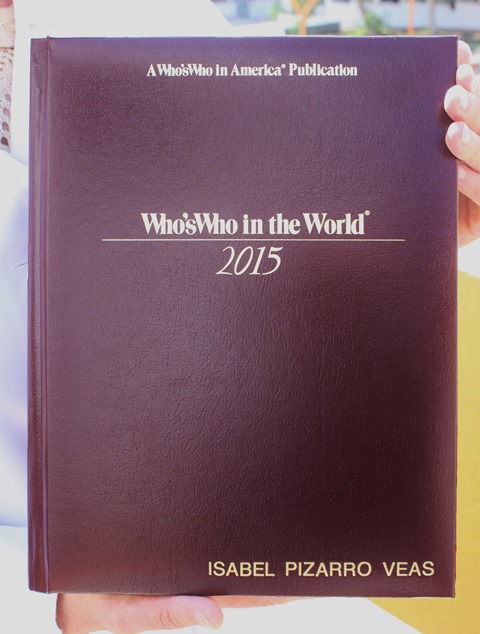 A Who'sWho in America® Publication
Who'sWho in the World®
2015
ISABEL PIZARRO VEAS